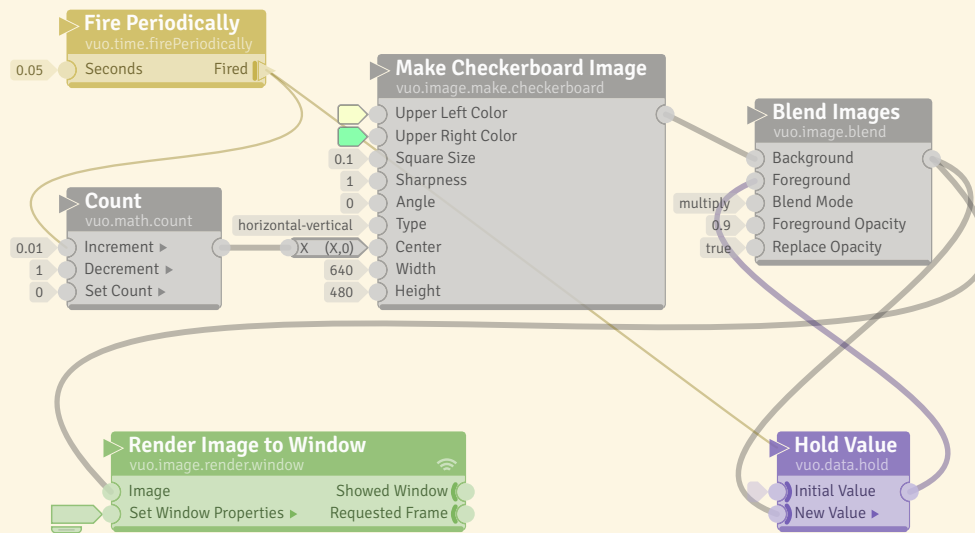 Fire Periodically
vuo.time.firePeriodically
0.05
Seconds
Fired
Make Checkerboard Image
vuo.image.make.checkerboard
Upper Left Color
Upper Right Color
0.1
Square Size
1
Sharpness
0
Angle
horizontal-vertical
Type
X (X,0)
Center
640
Width
480
Height
Blend Images
vuo.image.blend
Background
Foreground
multiply
Blend Mode
0.9
Foreground Opacity
true
Replace Opacity
Count
vuo.math.count
0.01
Increment
1
Decrement
0
Set Count
Render Image to Window
vuo.image.render.window
Image
Showed Window
Set Window Properties
Requested Frame
Hold Value
vuo.data.hold
Initial Value
New Value